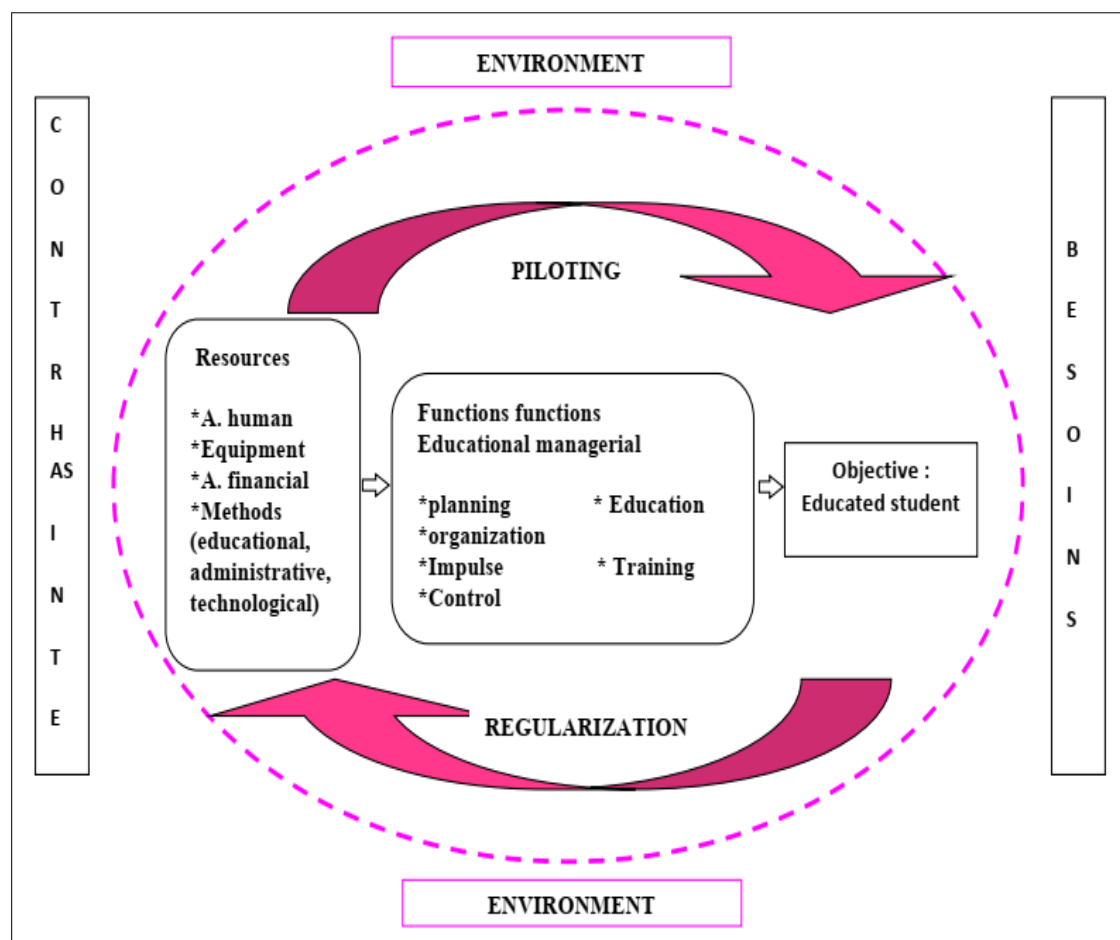 ENVIRONMENT
C
O
N
T
R
H
AS
I
N
T
E
PILOTING
Resources
*A. human
*Equipment
*A. financial
*Methods
(educational,
administrative,
technological)
Functions functions
Educational managerial
*planning * Education
*organization
*Impulse * Training
*Control
Objective :
Educated student
REGULARIZATION
B
E
S
O
I
N
S
ENVIRONMENT